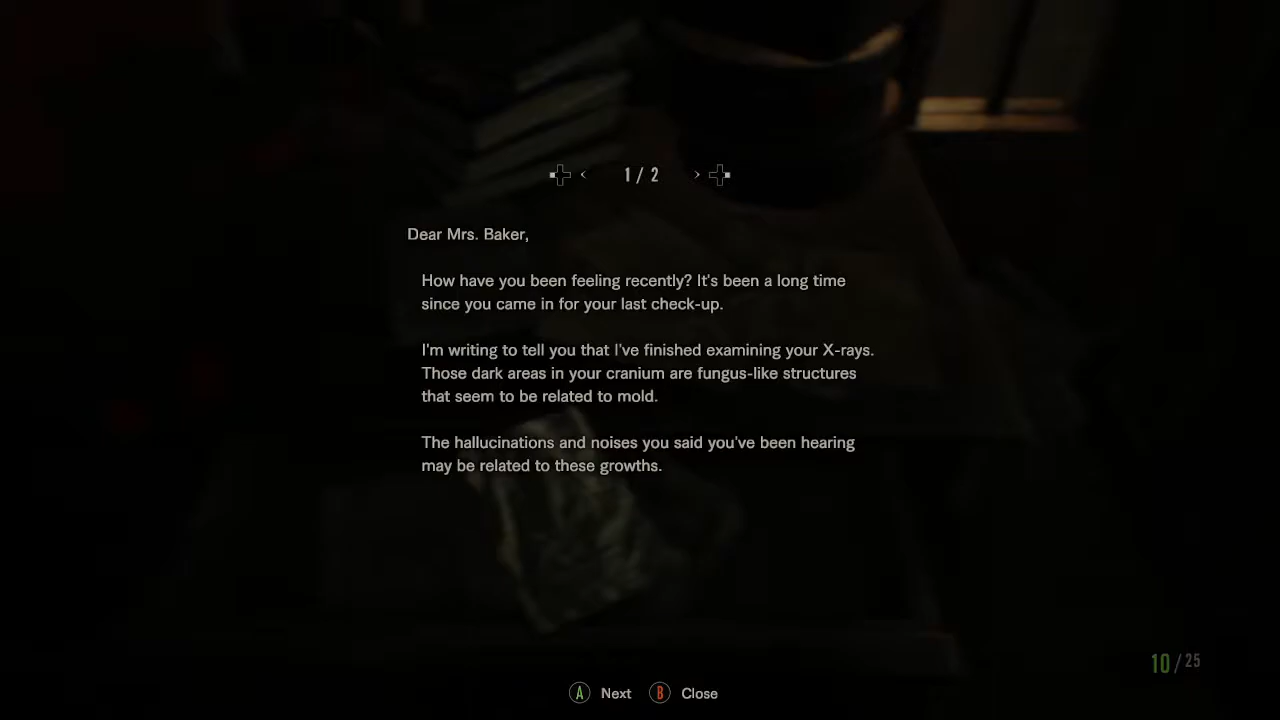 1 / 2
Dear Mrs. Baker,
How have you been feeling recently? It's been a long time
since you came in for your last check-up.
I'm writing to tell you that I've finished examining your X-rays.
Those dark areas in your cranium are fungus-like structures
that seem to be related to mold.
The hallucinations and noises you said you've been hearing
may be related to these growths.
10/25
A Next B Close